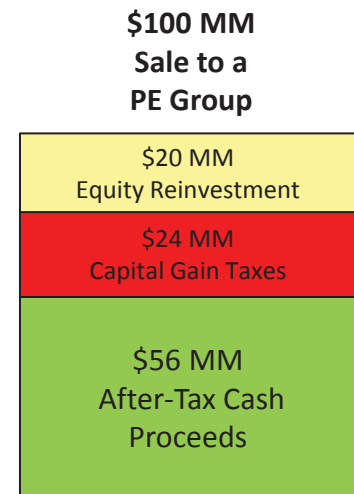 $100 MM
Sale to a
PE Group
$20 MM
Equity Reinvestment
$24 MM
Capital Gain Taxes
$56 MM
After-Tax Cash
Proceeds